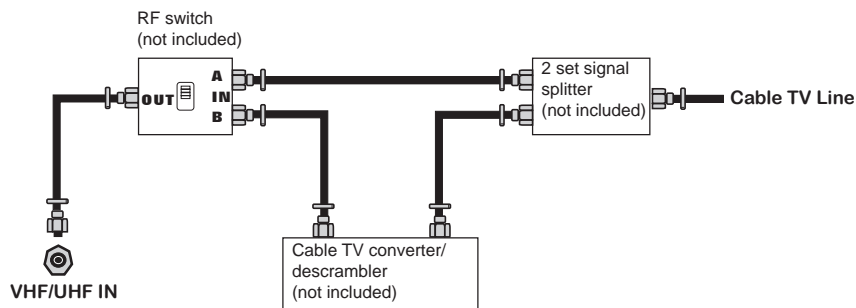 RF switch
(not included)
A
OUT
IN
B
2 set signal
splitter
(not included)
Cable TV Line
Cable TV converter/
descrambler
(not included)
VHF/UHF IN